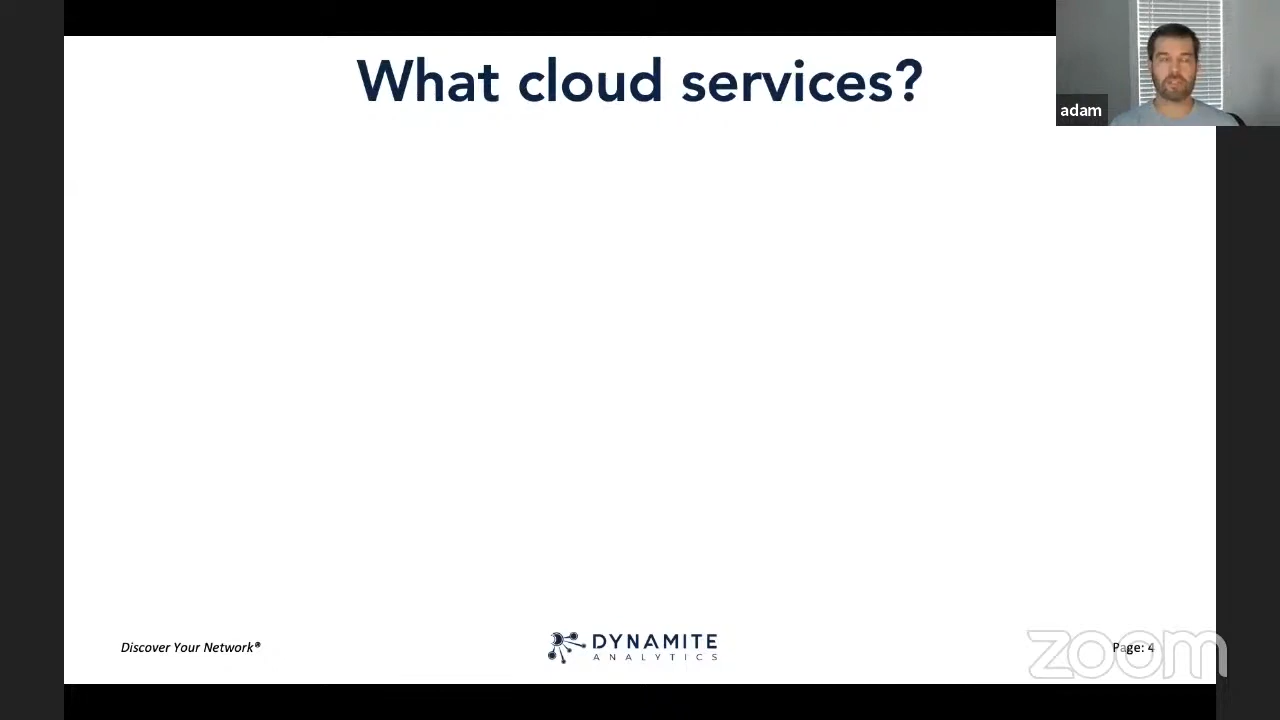 What cloud services?
adam
Discover Your Network®
DYNAMITE
ANALYTICS
Page: 4
zoom